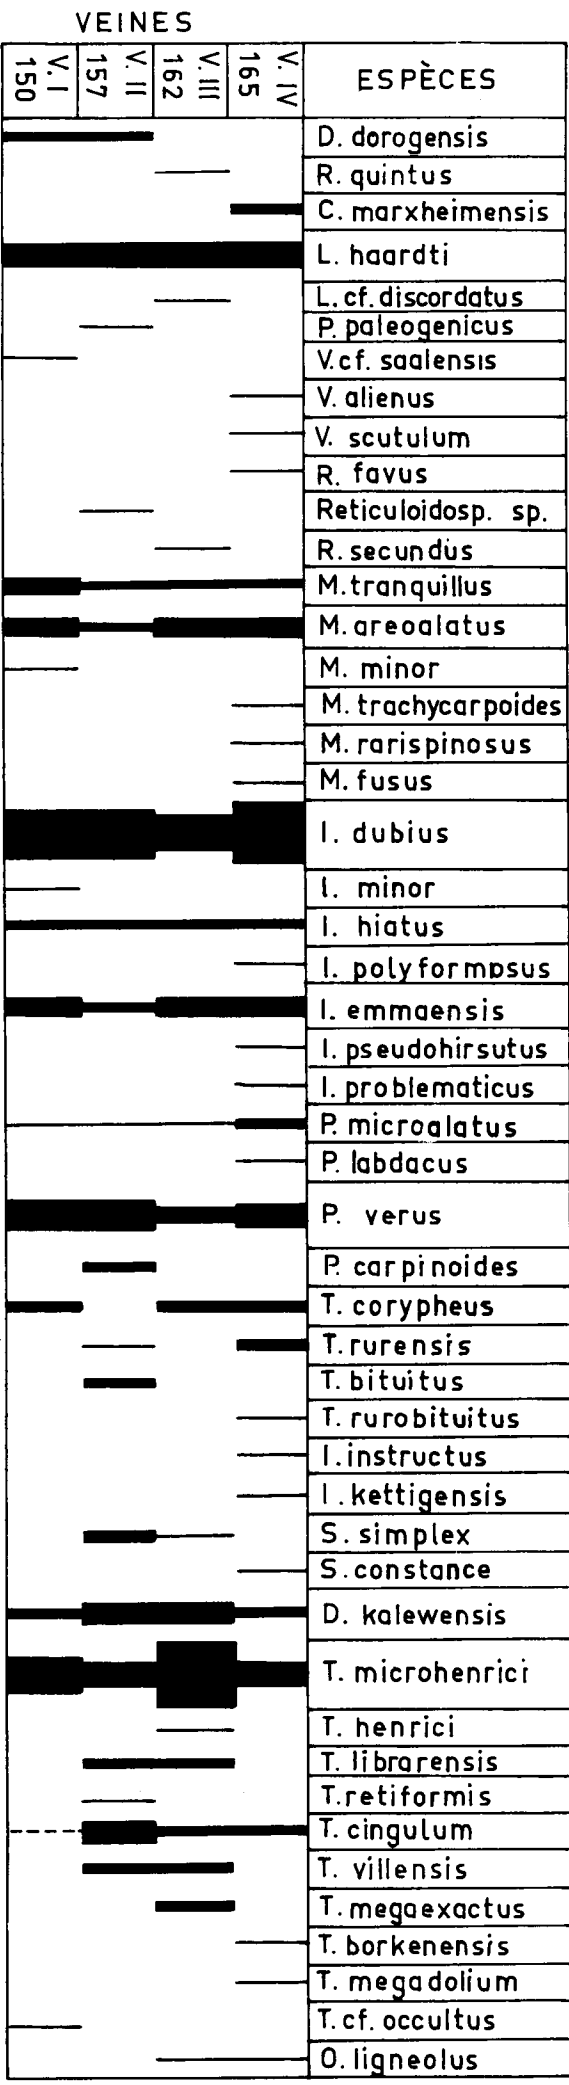 VEINES
V. I 150
V. II 157
V. III 162
V. IV 165
ESPÈCES
D. dorogensis
R. quintus
C. marxheimensis
L. haardti
L. cf. discordatus
P. paleogenicus
V. cf. saalensis
V. alienus
V. scutulum
R. favus
Reticuloidosp. sp.
R. secundus
M. tranquillus
M. areoalatus
M. minor
M. trachycarpoides
M. rarispinosus
M. fusus
I. dubius
I. minor
I. hiatus
I. polyformosus
I. emmaensis
I. pseudohirsutus
I. problematicus
P. microalatus
P. labdacus
P. verus
P. carpinoides
T. corypheus
T. rurensis
T. bituitus
T. rurobituitus
I. instructus
I. kettigensis
S. simplex
S. constance
D. kalewensis
T. microhenrici
T. henrici
T. librarensis
T. retiformis
T. cingulum
T. villensis
T. megaexactus
T. borkenensis
T. megadolium
T. cf. occultus
O. ligneolus